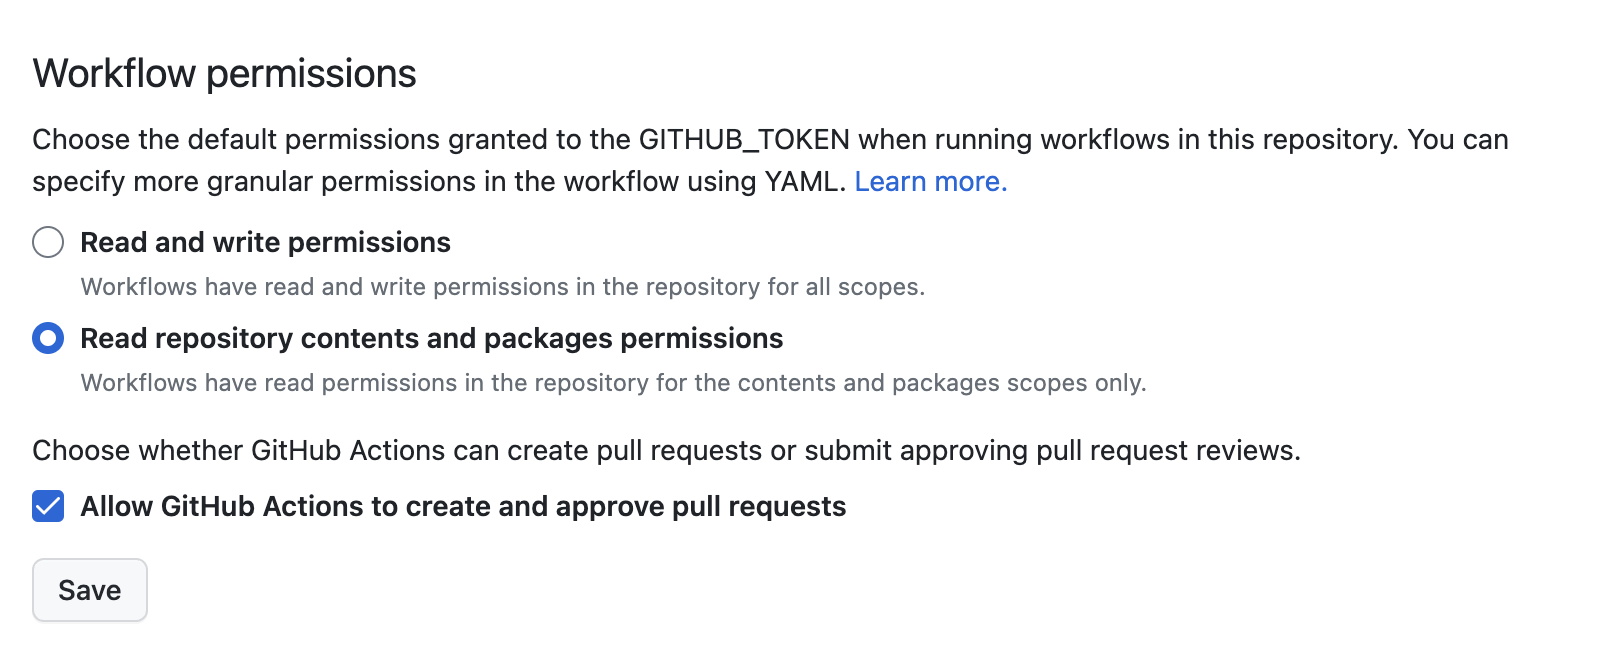 Workflow permissions
Choose the default permissions granted to the GITHUB_TOKEN when running workflows in this repository. You can
specify more granular permissions in the workflow using YAML. Learn more.
Read and write permissions
Workflows have read and write permissions in the repository for all scopes.
Read repository contents and packages permissions
Workflows have read permissions in the repository for the contents and packages scopes only.
Choose whether GitHub Actions can create pull requests or submit approving pull request reviews.
Allow GitHub Actions to create and approve pull requests
Save